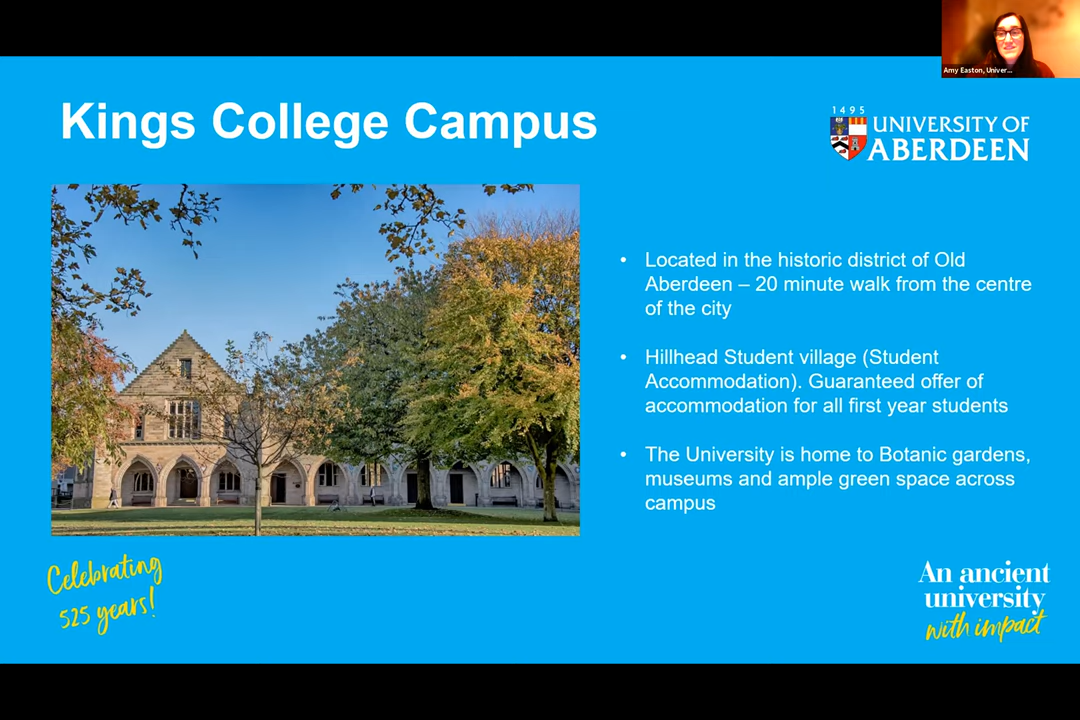 Amy Easton, Univer...
Kings College Campus
1495
UNIVERSITY OF
ABERDEEN
• Located in the historic district of Old
Aberdeen – 20 minute walk from the centre
of the city
• Hillhead Student village (Student
Accommodation). Guaranteed offer of
accommodation for all first year students
• The University is home to Botanic gardens,
museums and ample green space across
campus
Celebrating
525 years!
An ancient
university
with impact